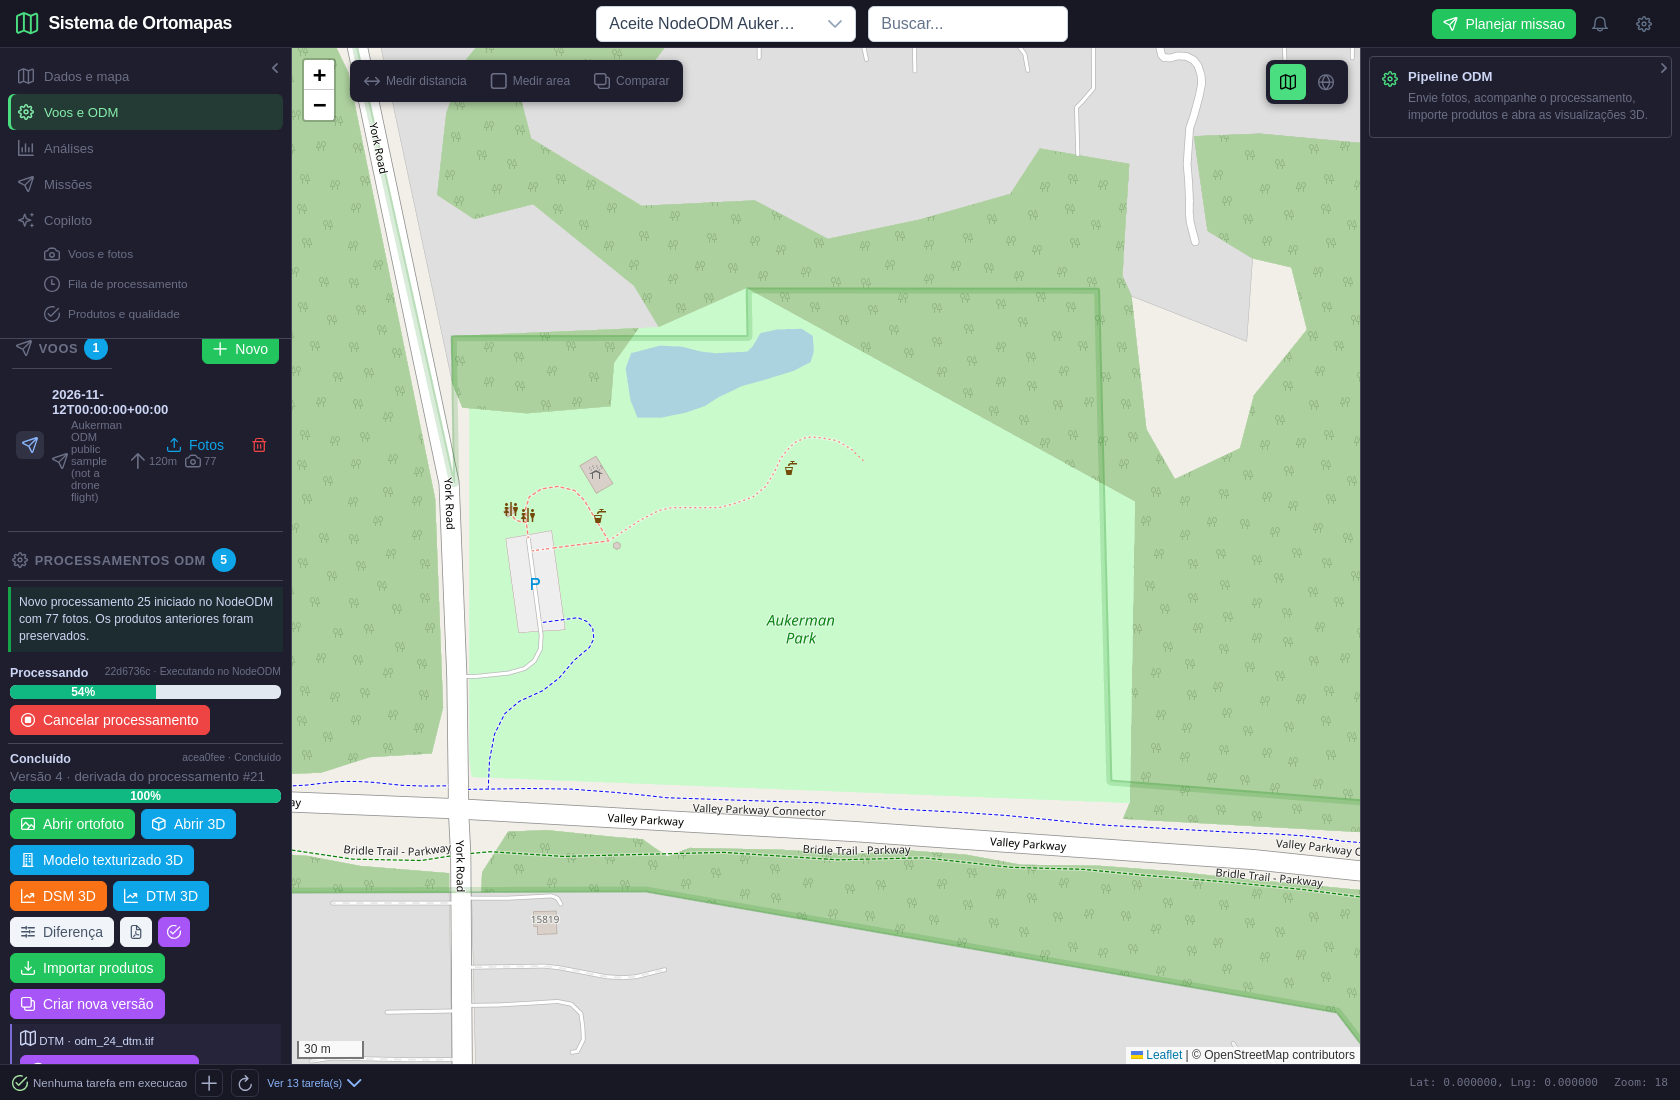 Sistema de Ortomapas
Aceite NodeODM Auker…
Buscar...
Planejar missao
Dados e mapa
Voos e ODM
Análises
Missões
Copiloto
Voos e fotos
Fila de processamento
Produtos e qualidade
VOOS 1
Novo
2026-11-
12T00:00:00+00:00
Aukerman
ODM
public
sample
(not a
drone
flight)
120m
77
Fotos
PROCESSAMENTOS ODM 5
Novo processamento 25 iniciado no NodeODM
com 77 fotos. Os produtos anteriores foram
preservados.
Processando 22d6736c · Executando no NodeODM
54%
Cancelar processamento
Concluído acea0fee · Concluído
Versão 4 · derivada do processamento #21
100%
Abrir ortofoto
Abrir 3D
Modelo texturizado 3D
DSM 3D
DTM 3D
Diferença
Importar produtos
Criar nova versão
DTM · odm_24_dtm.tif
+
−
Medir distancia
Medir area
Comparar
York Road
York Road
P
Aukerman
Park
ay
Valley Parkway Connector
Valley Parkway
Valley Parkway
Valley Parkway C
Bridle Trail - Parkway
Bridle Trail - Parkway
Bridle Trail - Parkway
York Road
15819
30 m
Leaflet | © OpenStreetMap contributors
Pipeline ODM
Envie fotos, acompanhe o processamento,
importe produtos e abra as visualizações 3D.
Nenhuma tarefa em execucao
Ver 13 tarefa(s)
Lat: 0.000000, Lng: 0.000000 Zoom: 18